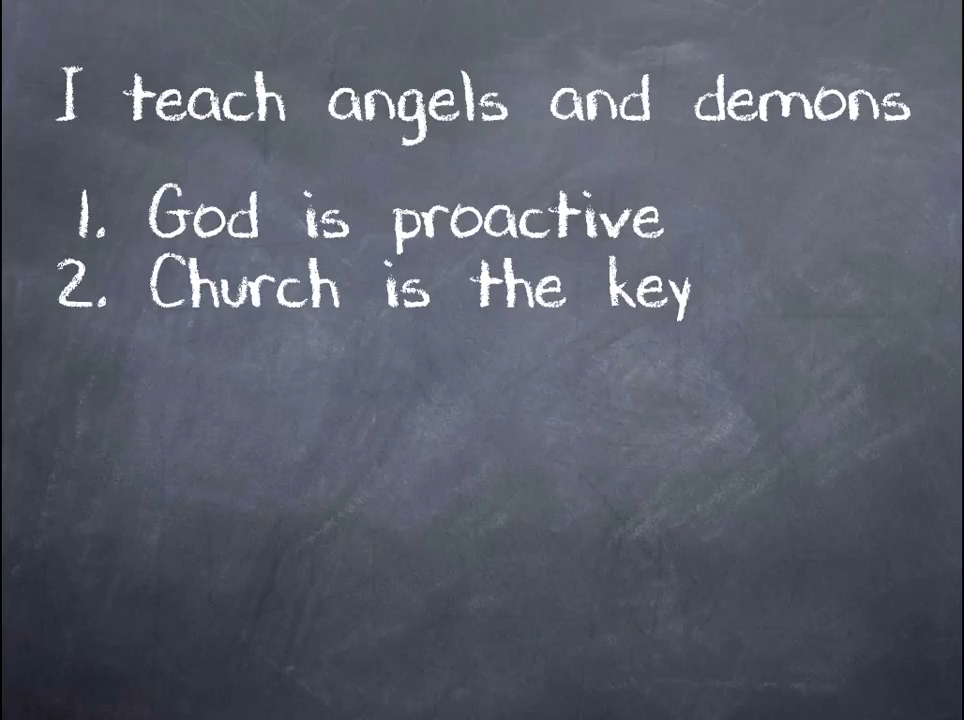 I teach angels and demons
1. God is proactive
2. Church is the key